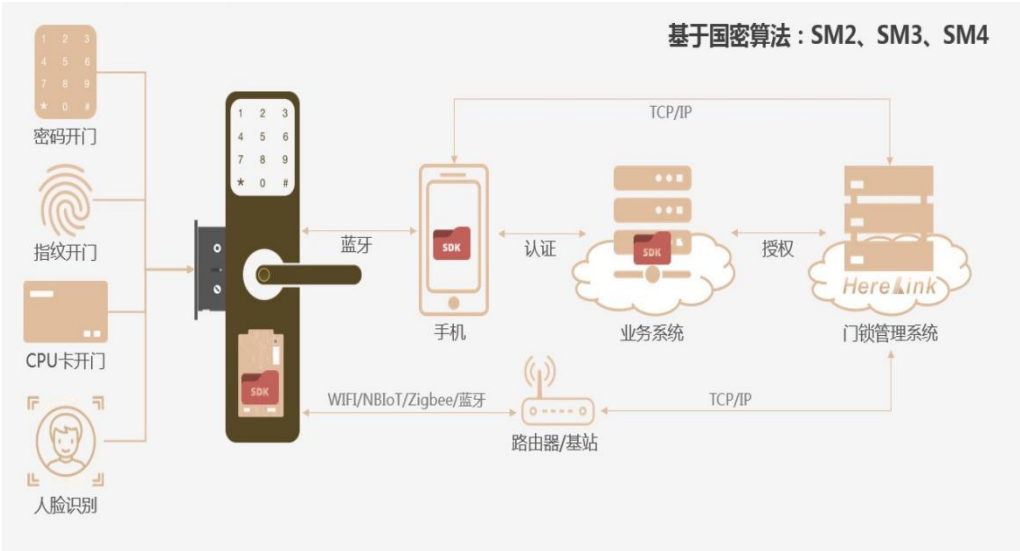 基于国密算法：SM2、SM3、SM4
1 2 3
4 5 6
7 8 9
* 0 #
密码开门
指纹开门
CPU卡开门
人脸识别
1 2 3
4 5 6
7 8 9
* 0 #
SDK
蓝牙
SDK
手机
认证
SDK
业务系统
授权
HereLink
门锁管理系统
TCP/IP
WIFI/NBIoT/Zigbee/蓝牙
路由器/基站
TCP/IP